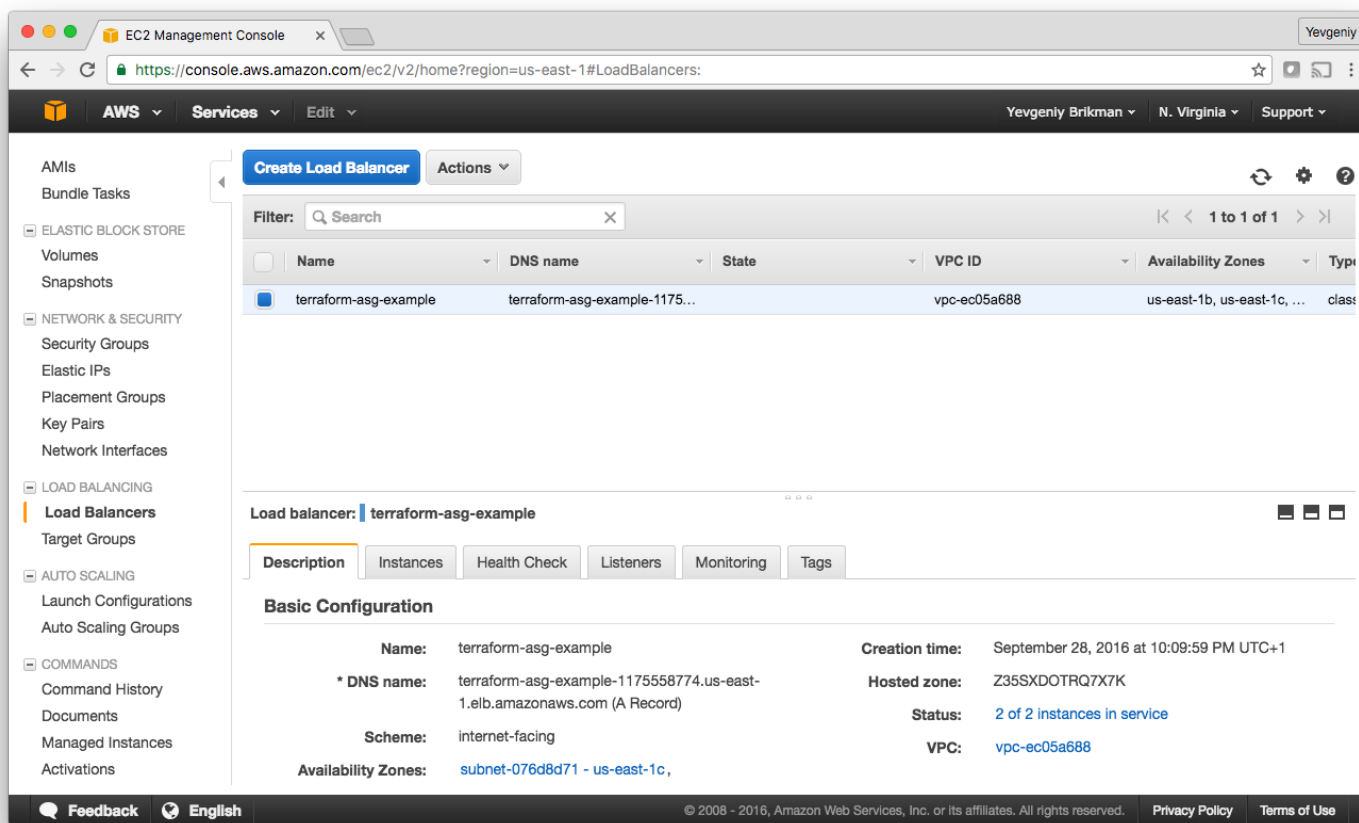 EC2 Management Console
Yevgeniy
https://console.aws.amazon.com/ec2/v2/home?region=us-east-1#LoadBalancers:
AWS Services Edit Yevgeniy Brikman N. Virginia Support
AMIs
Bundle Tasks
ELASTIC BLOCK STORE
Volumes
Snapshots
NETWORK & SECURITY
Security Groups
Elastic IPs
Placement Groups
Key Pairs
Network Interfaces
LOAD BALANCING
Load Balancers
Target Groups
AUTO SCALING
Launch Configurations
Auto Scaling Groups
COMMANDS
Command History
Documents
Managed Instances
Activations
Create Load Balancer Actions
Filter: Search 1 to 1 of 1
Name DNS name State VPC ID Availability Zones Type
terraform-asg-example terraform-asg-example-1175... vpc-ec05a688 us-east-1b, us-east-1c, ... class
Load balancer: terraform-asg-example
Description Instances Health Check Listeners Monitoring Tags
Basic Configuration
Name: terraform-asg-example
* DNS name: terraform-asg-example-1175558774.us-east-
1.elb.amazonaws.com (A Record)
Scheme: internet-facing
Availability Zones: subnet-076d8d71 - us-east-1c,
Creation time: September 28, 2016 at 10:09:59 PM UTC+1
Hosted zone: Z35SXDOTRQ7X7K
Status: 2 of 2 instances in service
VPC: vpc-ec05a688
Feedback English © 2008 - 2016, Amazon Web Services, Inc. or its affiliates. All rights reserved. Privacy Policy Terms of Use